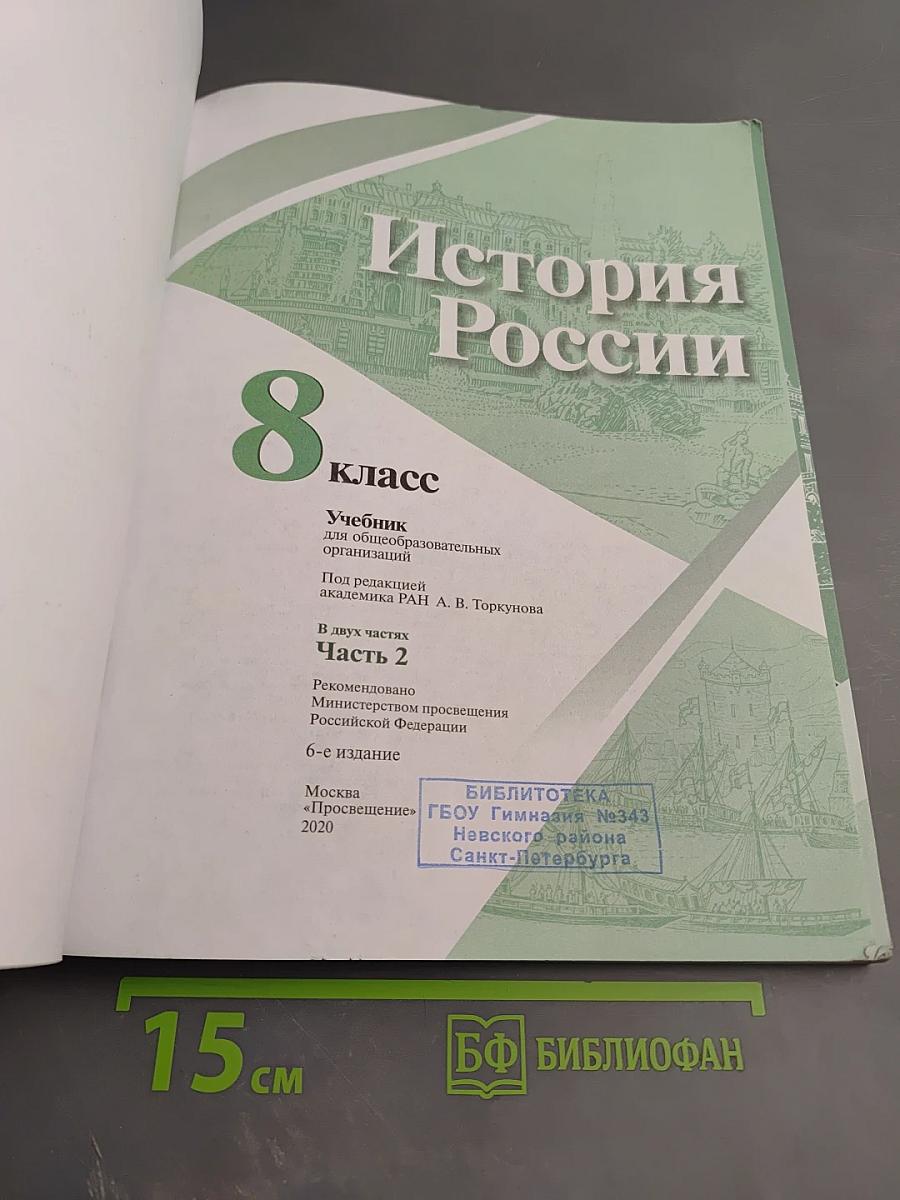 История
России
8 класс
Учебник
для общеобразовательных
организаций
Под редакцией
академика РАН А. В. Торкунова
В двух частях
Часть 2
Рекомендовано
Министерством просвещения
Российской Федерации
6-е издание
Москва
«Просвещение»
2020
БИБЛИТОТЕКА
ГБОУ Гимназия №343
Невского района
Санкт-Петербурга
15 см
БФ БИБЛИОФАН